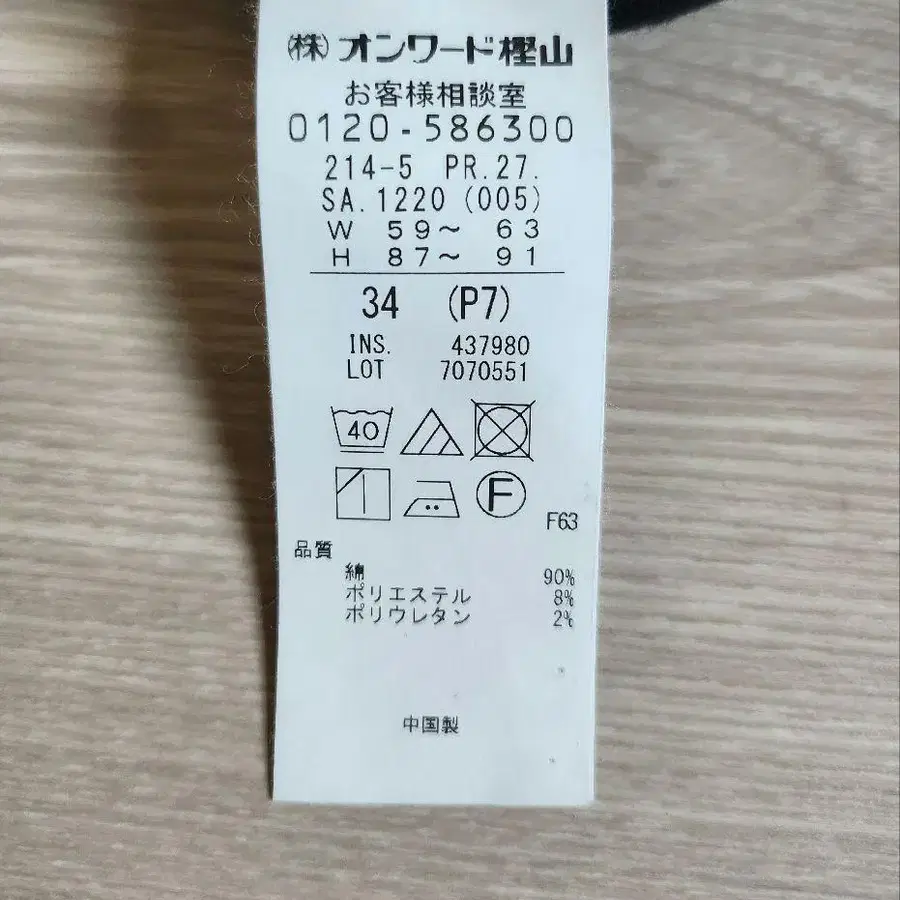 (株)オンワード樫山
お客様相談室
0120-586300
214-5 PR.27.
SA.1220 (005)
W 59〜 63
H 87〜 91
34 (P7)
INS. 437980
LOT 7070551
40
F
F63
品質
綿 90%
ポリエステル 8%
ポリウレタン 2%
中国製